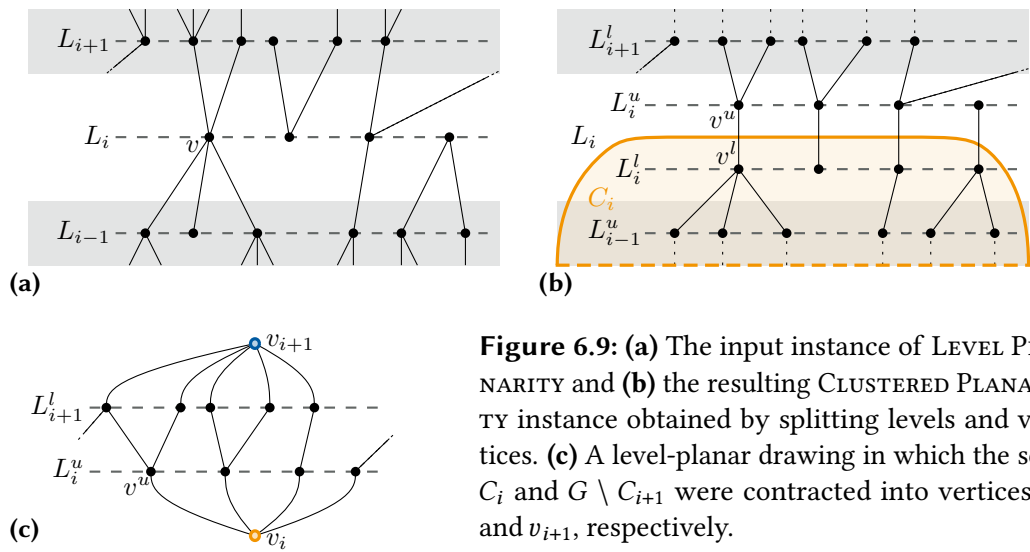 L_{i+1}
L_i
v
L_{i−1}
(a)
L^l_{i+1}
L^u_i
v^u
L_i
v^l
L^l_i
C_i
L^u_{i−1}
(b)
v_{i+1}
L^l_{i+1}
L^u_i
v^u
v_i
(c)
Figure 6.9: (a) The input instance of LEVEL
NARITY and (b) the resulting CLUSTERED
TY instance obtained by splitting levels and
tices. (c) A level-planar drawing in which the
C_i and G \ C_{i+1} were contracted into vertices
and v_{i+1}, respectively.